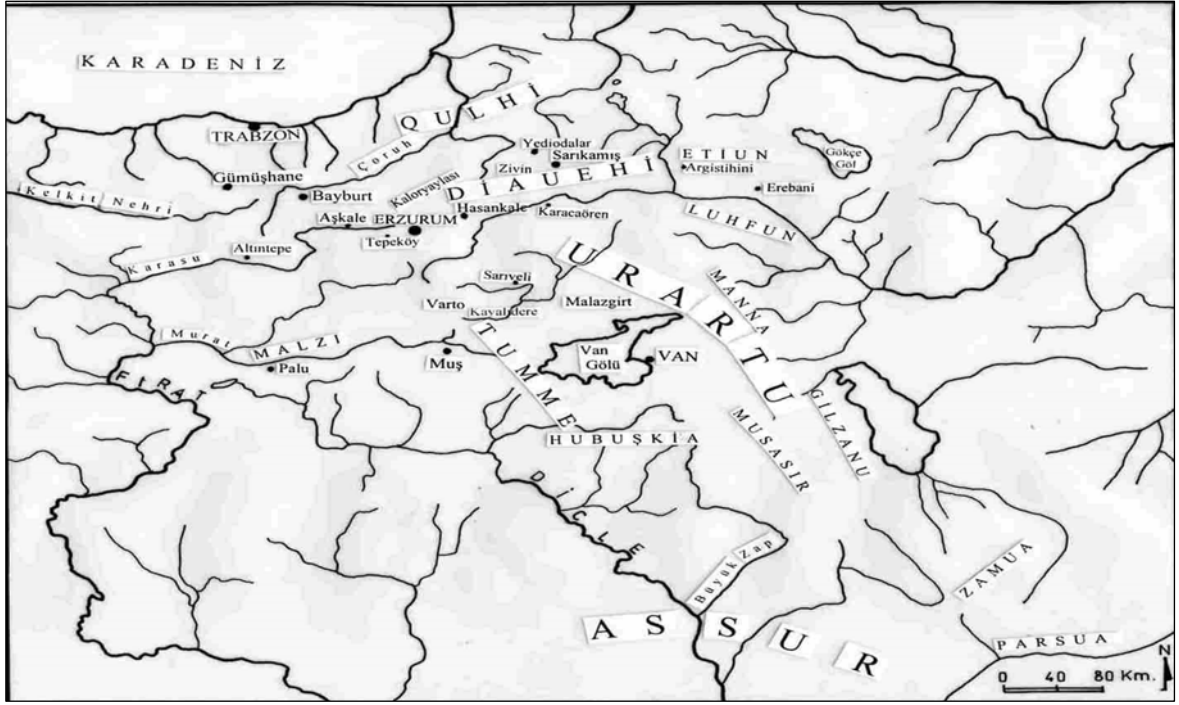 KARADENİZ
QULHİ
TRABZON
Çoruh
Yediodalar
Sarıkamış
Zivin
ETİUN
Argistihini
Gökçe
Göl
Gümüşhane
Kaloryaylası
DİAUEHİ
Erebani
Kelkit Nehri
Bayburt
Hasankale
Karacaören
LUHFUN
Aşkale
ERZURUM
Tepeköy
Altıntepe
Karasu
URARTU
Sarıveli
MANNA
Varto
Kayalıdere
Malazgirt
Murat
MALZI
TUMME
Van
Gölü
VAN
Muş
Palu
FIRAT
GILZANU
HUBUŞKİA
MUSASIR
DİCLE
Büyük Zap
ZAMUA
ASSUR
PARSUA
N
0 40 80 Km.